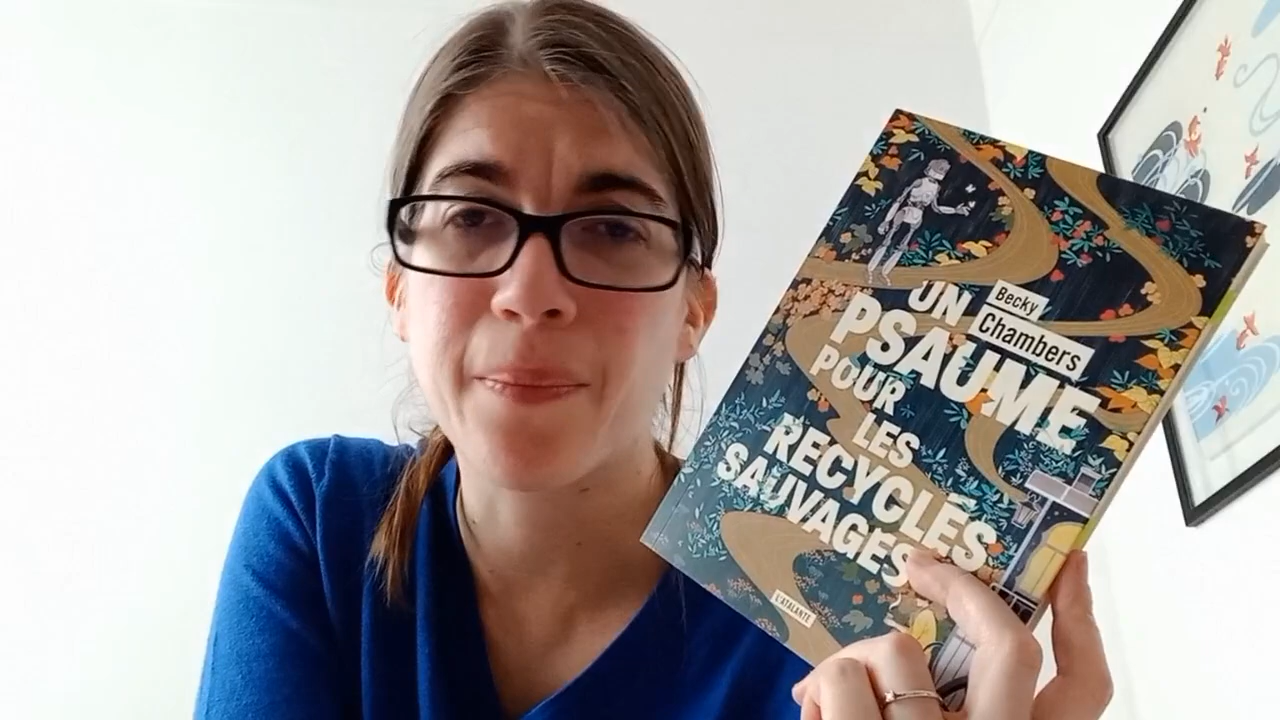 UN
Becky
Chambers
PSAUME
POUR
LES
RECYCLÉS
SAUVAGES
L'ATALANTE